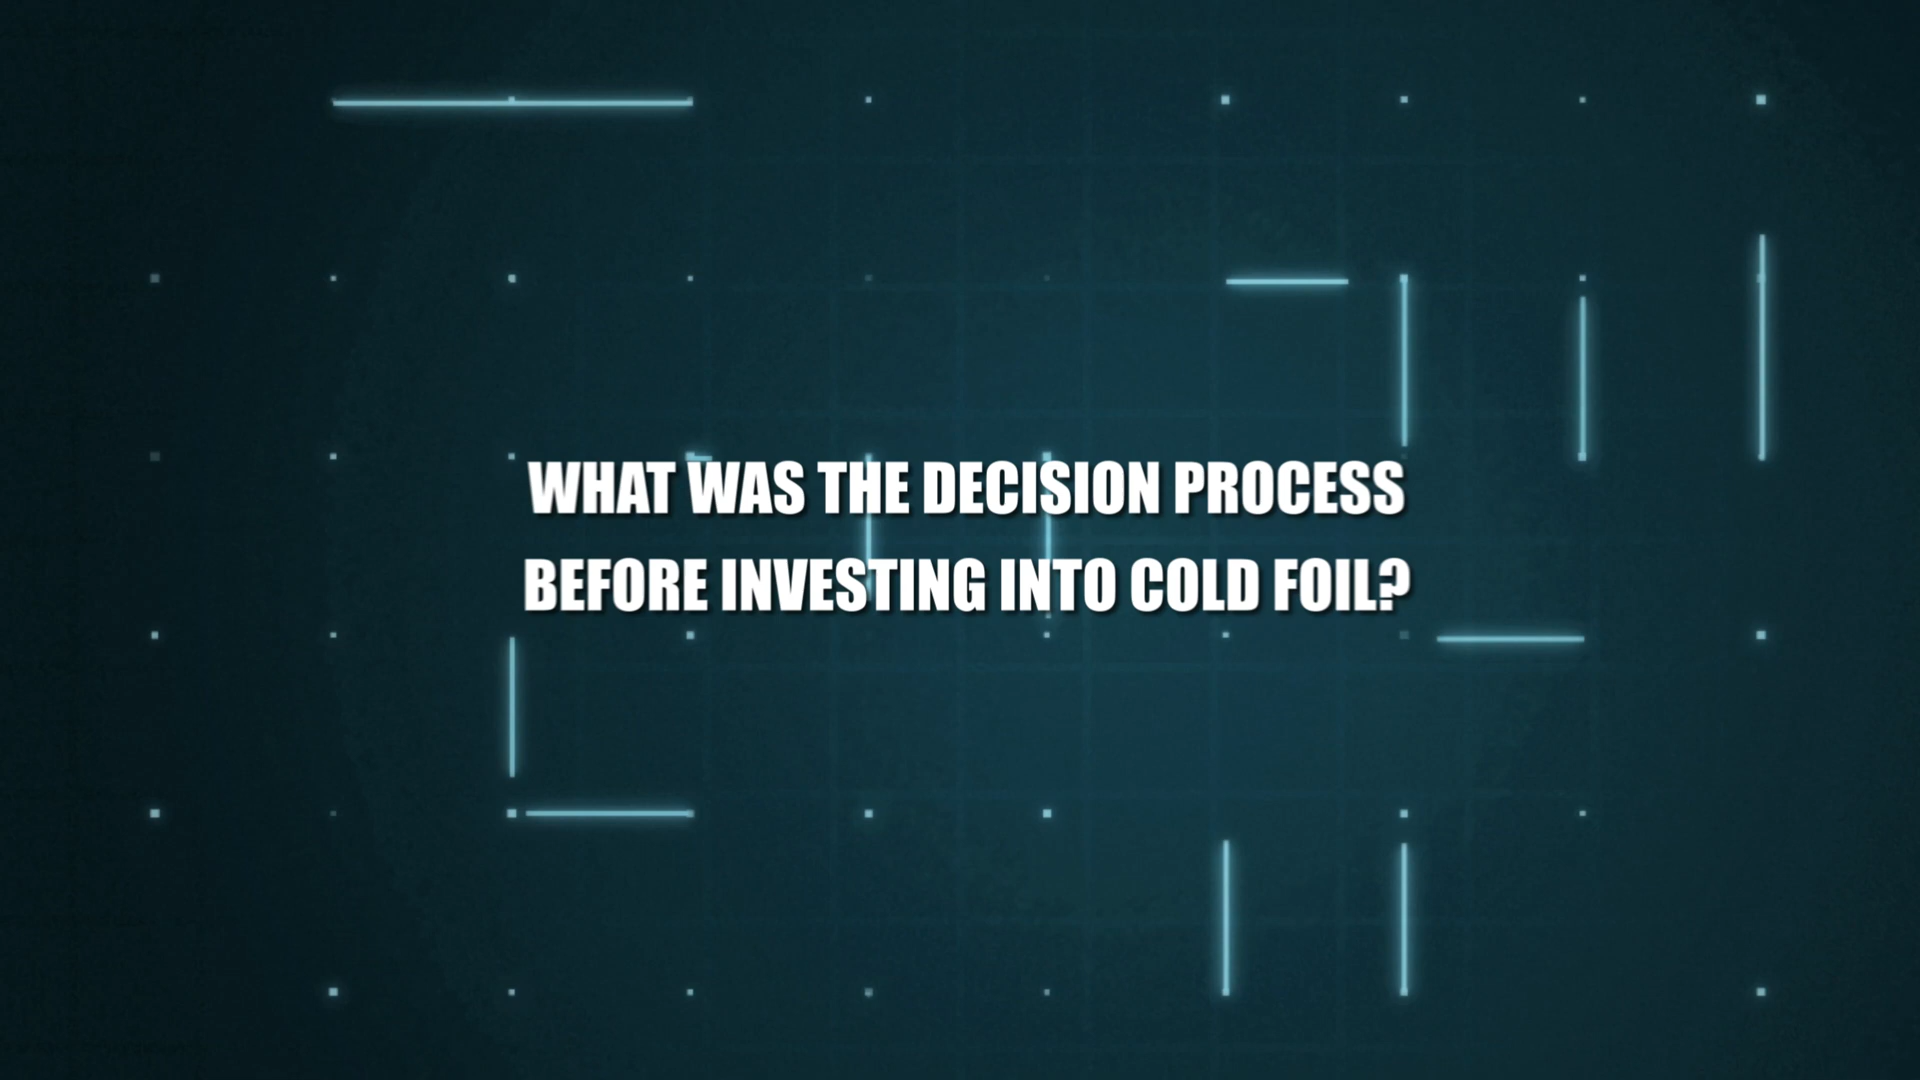 WHAT WAS THE DECISION PROCESS
BEFORE INVESTING INTO COLD FOIL?